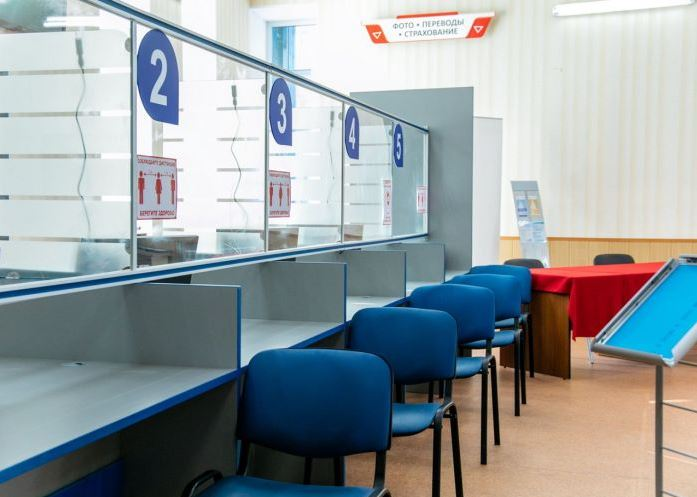 ФОТО • ПЕРЕВОДЫ
• СТРАХОВАНИЕ
2
3
4
5
СОБЛЮДАЙТЕ ДИСТАНЦИЮ
БЕРЕГИТЕ ЗДОРОВЬЕ